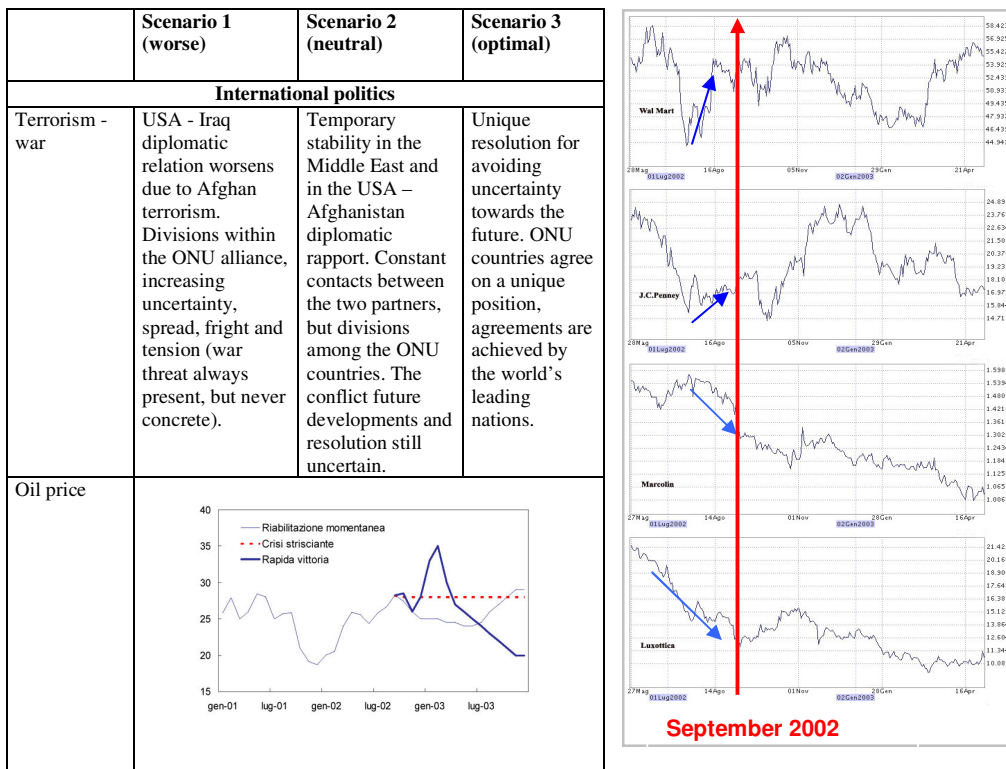 Scenario 1
(worse)
Scenario 2
(neutral)
Scenario 3
(optimal)
International politics
Terrorism -
war
USA - Iraq
diplomatic
relation worsens
due to Afghan
terrorism.
Divisions within
the ONU alliance,
increasing
uncertainty,
spread, fright and
tension (war
threat always
present, but never
concrete).
Temporary
stability in the
Middle East and
in the USA –
Afghanistan
diplomatic
rapport. Constant
contacts between
the two partners,
but divisions
among the ONU
countries. The
conflict future
developments and
resolution still
uncertain.
Unique
resolution for
avoiding
uncertainty
towards the
future. ONU
countries agree
on a unique
position,
agreements are
achieved by
the world's
leading
nations.
Oil price
40
35
30
25
20
15
Riabilitazione momentanea
Crisi strisciante
Rapida vittoria
gen-01 lug-01 gen-02 lug-02 gen-03 lug-03
Wal Mart
56.925
53.925
47.932
46.435
28Mag 16Ago 05Nov 29Gen 21Apr
01Lug2002 02Gen2003
J.C.Penney
28Mag 16Ago 05Nov 29Gen 21Apr
01Lug2002 02Gen2003
Marcolin
27Mag 14Ago 01Nov 28Gen 16Apr
01Lug2002 02Gen2003
Luxottica
27Mag 14Ago 01Nov 28Gen 16Apr
01Lug2002 02Gen2003
September 2002